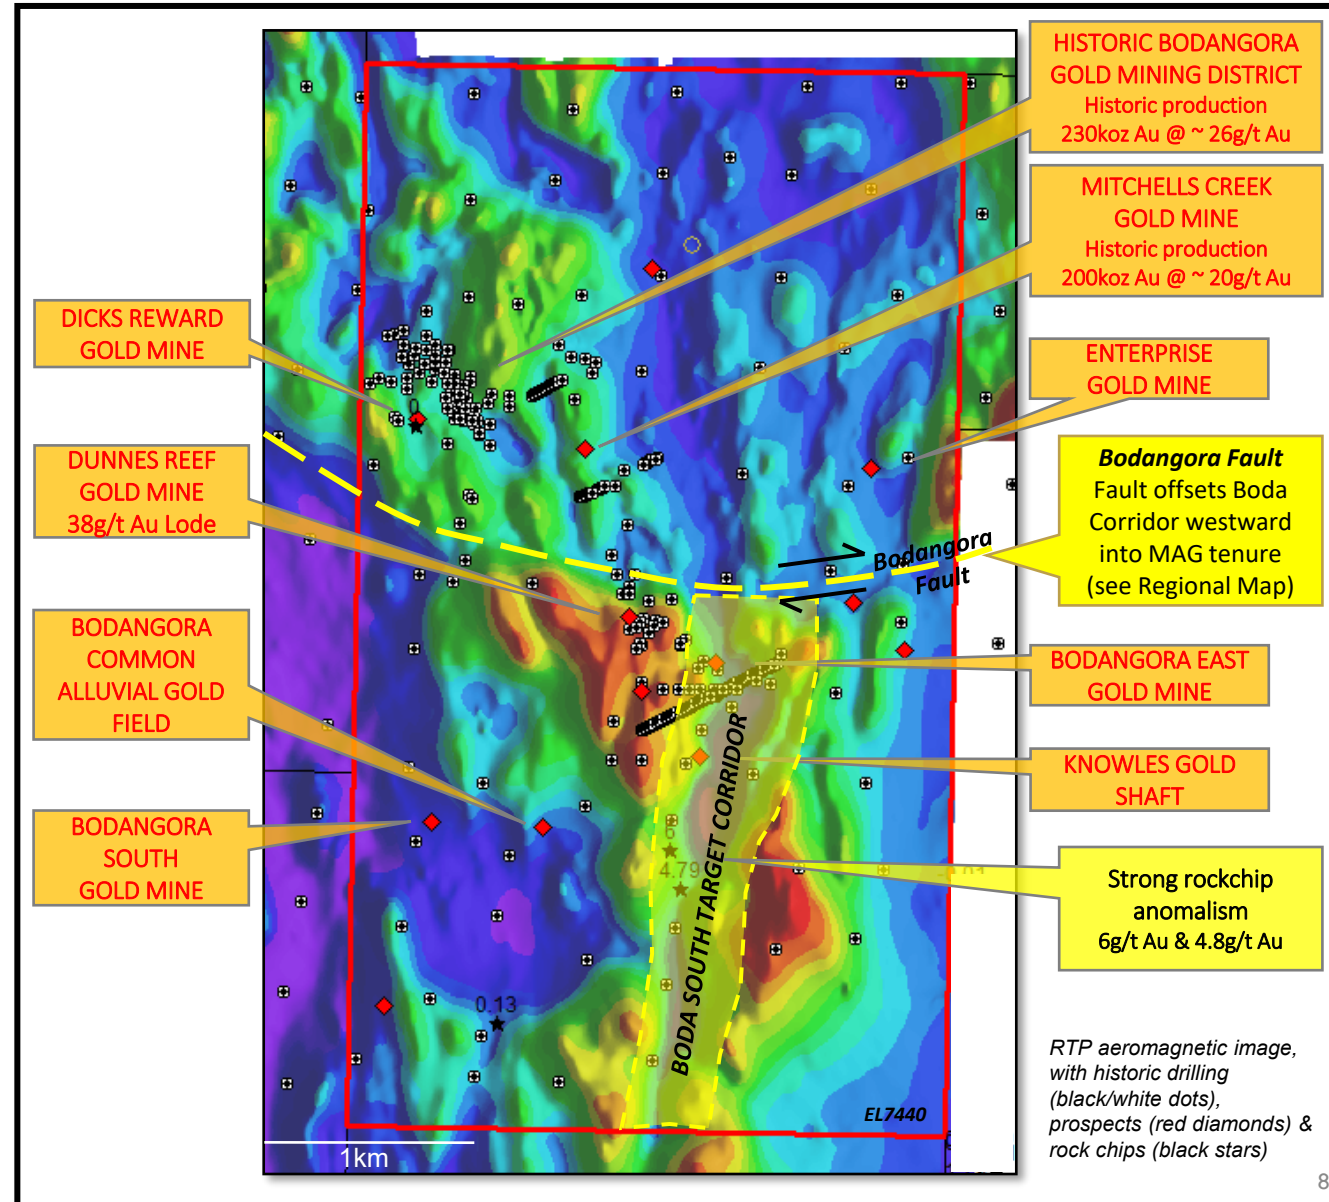 HISTORIC BODANGORA
GOLD MINING DISTRICT
Historic production
230koz Au @ ~ 26g/t Au
MITCHELLS CREEK
GOLD MINE
Historic production
200koz Au @ ~ 20g/t Au
DICKS REWARD
GOLD MINE
ENTERPRISE
GOLD MINE
0
DUNNES REEF
GOLD MINE
38g/t Au Lode
Bodangora Fault
Fault offsets Boda
Corridor westward
into MAG tenure
(see Regional Map)
Bodangora
Fault
BODANGORA
COMMON
ALLUVIAL GOLD
FIELD
BODANGORA EAST
GOLD MINE
KNOWLES GOLD
SHAFT
BODANGORA
SOUTH
GOLD MINE
6
4.79
BODA SOUTH TARGET CORRIDOR
Strong rockchip
anomalism
6g/t Au & 4.8g/t Au
0.13
RTP aeromagnetic image,
with historic drilling
(black/white dots),
prospects (red diamonds) &
rock chips (black stars)
EL7440
1km
8